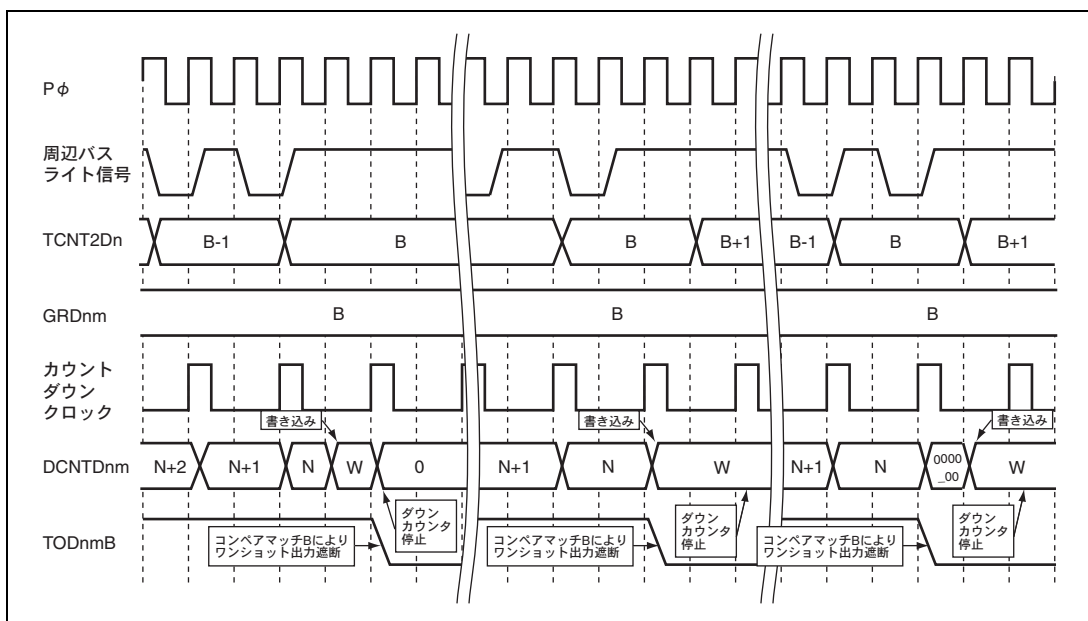 Pφ
周辺バス
ライト信号
TCNT2Dn
B-1
B
B
B+1
B-1
B
B+1
GRDnm
B
B
B
カウント
ダウン
クロック
書き込み
書き込み
書き込み
DCNTDnm
N+2
N+1
N
W
0
N+1
N
W
N+1
N
0000
_00
W
TODnmB
コンペアマッチBにより
ワンショット出力遮断
ダウン
カウンタ
停止
コンペアマッチBにより
ワンショット出力遮断
ダウン
カウンタ
停止
コンペアマッチBにより
ワンショット出力遮断
ダウン
カウンタ
停止